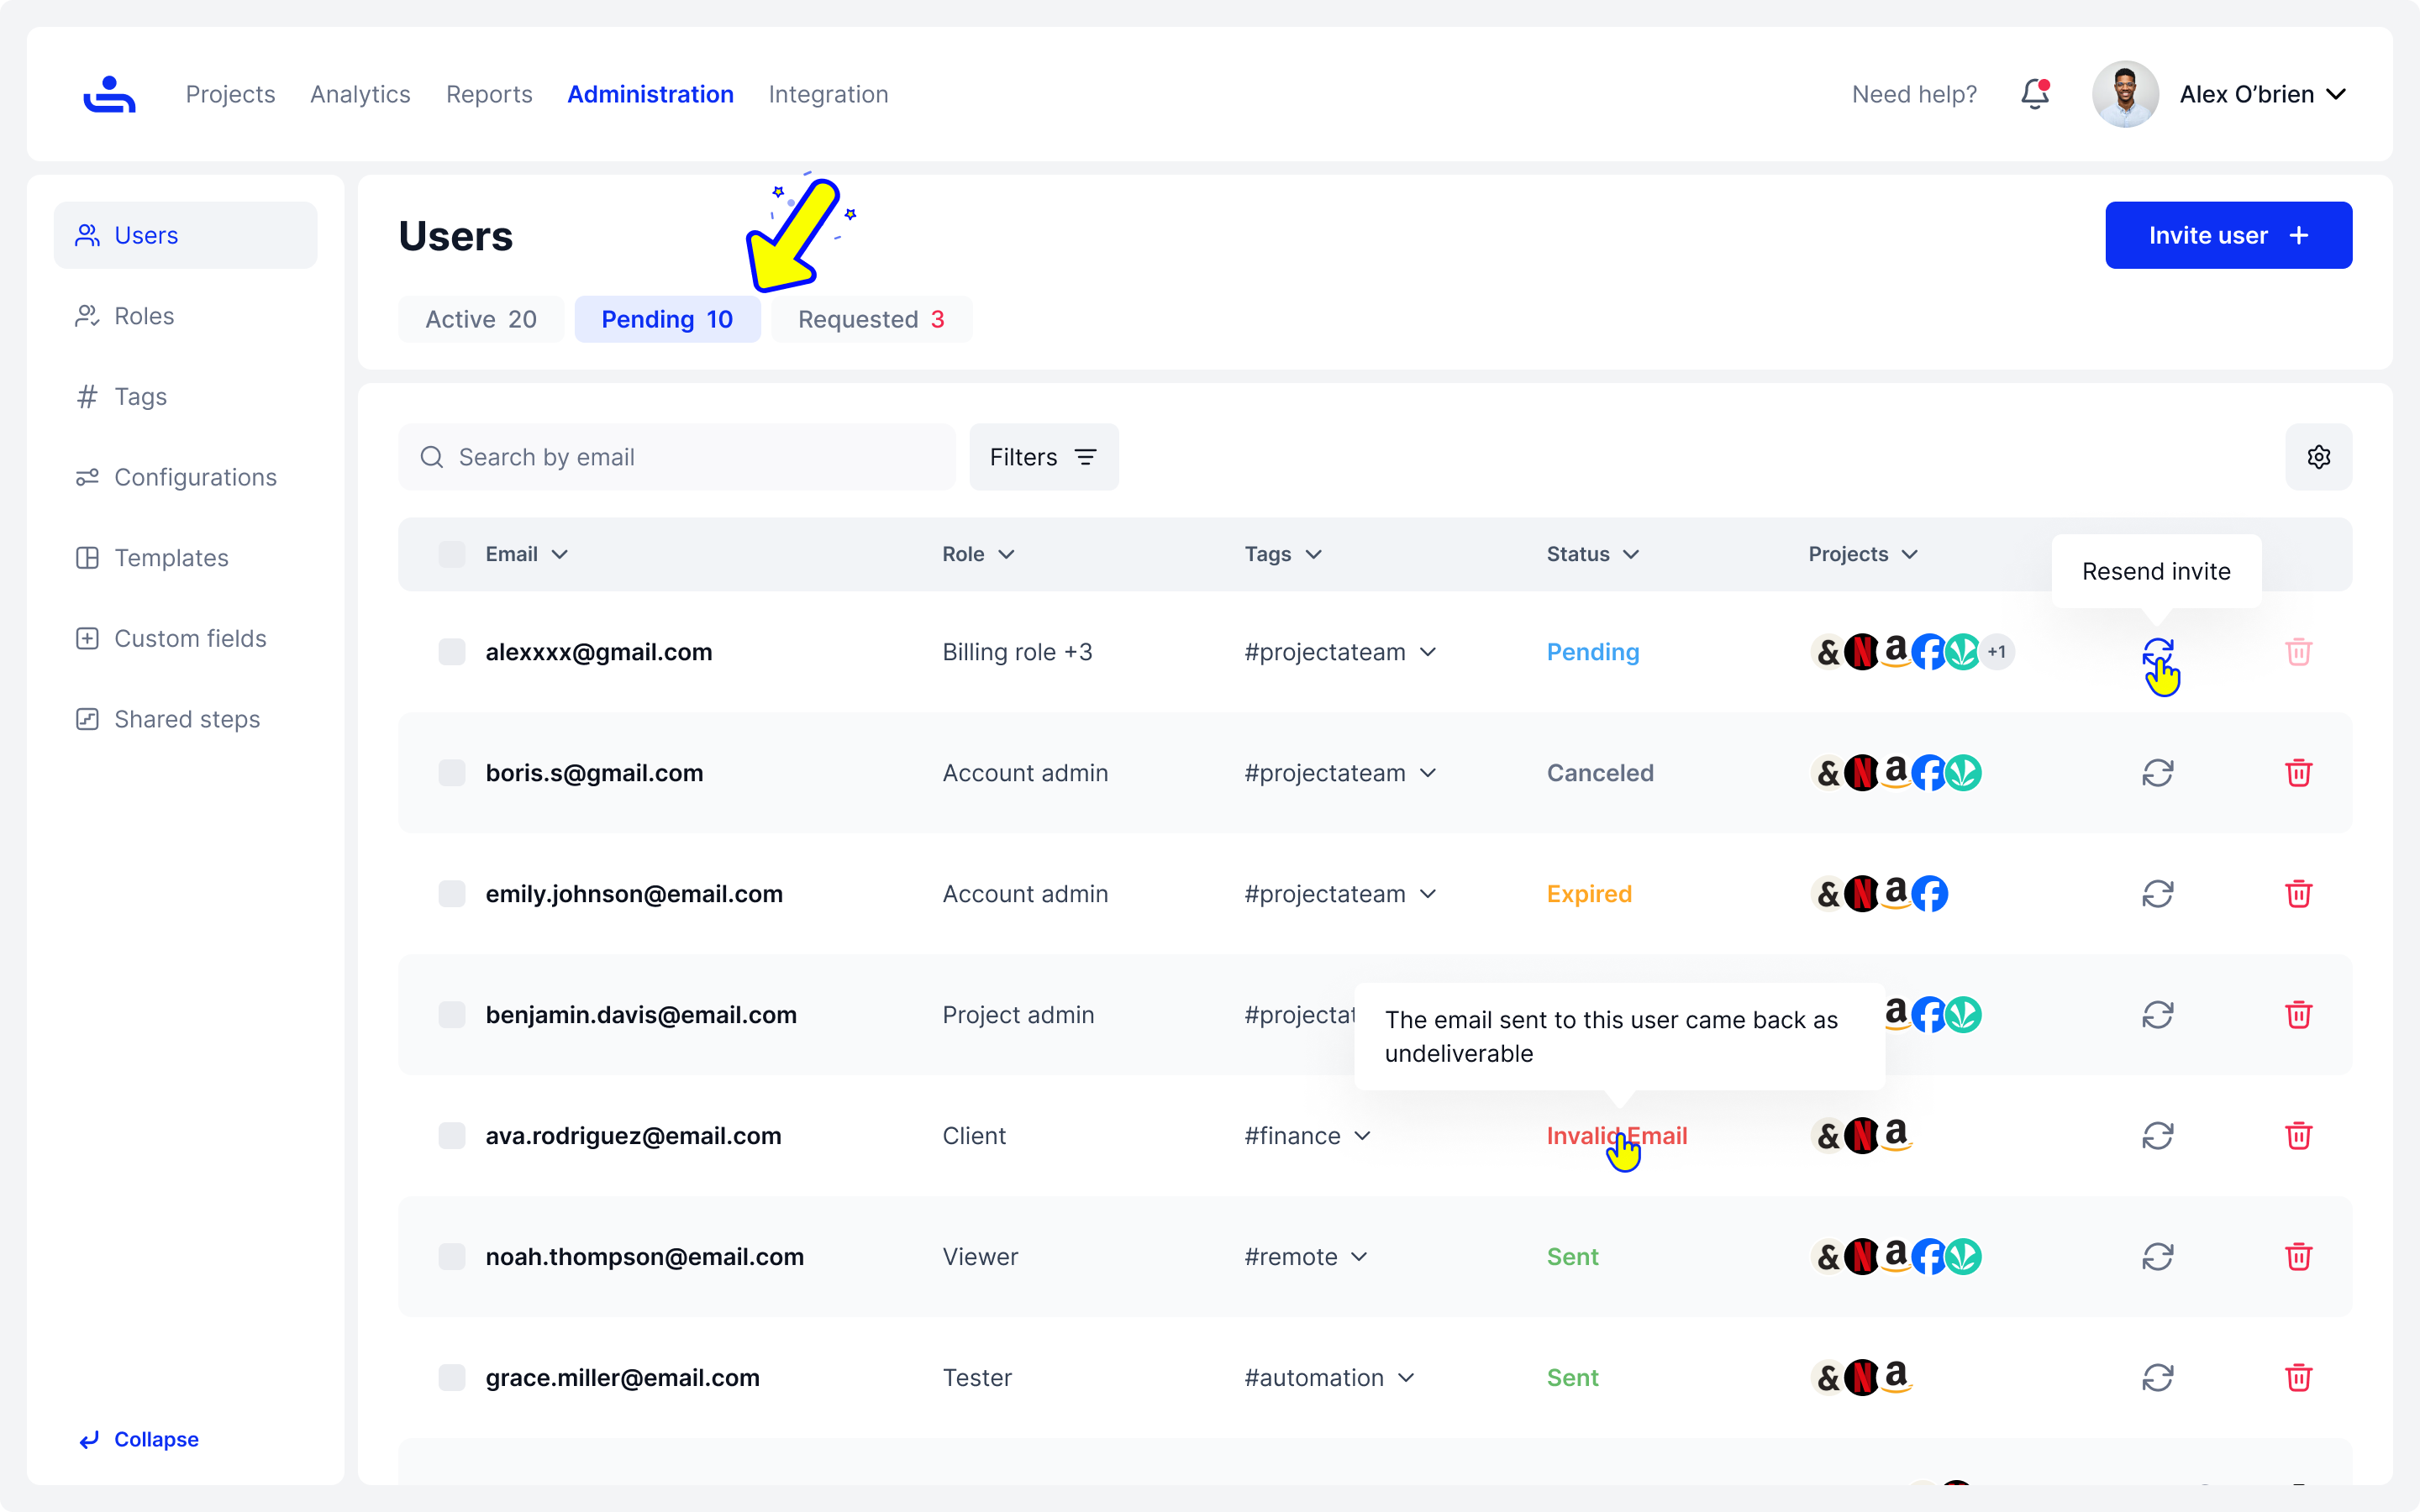 Projects Analytics Reports Administration Integration Need help? Alex O’brien
Users
Roles
Tags
Configurations
Templates
Custom fields
Shared steps
Collapse
Users
Invite user +
Active 20 Pending 10 Requested 3
Search by email Filters
Email Role Tags Status Projects
Resend invite
alexxxx@gmail.com Billing role +3 #projectateam Pending & N a f +1
boris.s@gmail.com Account admin #projectateam Canceled & N a f
emily.johnson@email.com Account admin #projectateam Expired & N a f
benjamin.davis@email.com Project admin #projectat a f
The email sent to this user came back as
undeliverable
ava.rodriguez@email.com Client #finance Invalid Email & N a
noah.thompson@email.com Viewer #remote Sent & N a f
grace.miller@email.com Tester #automation Sent & N a